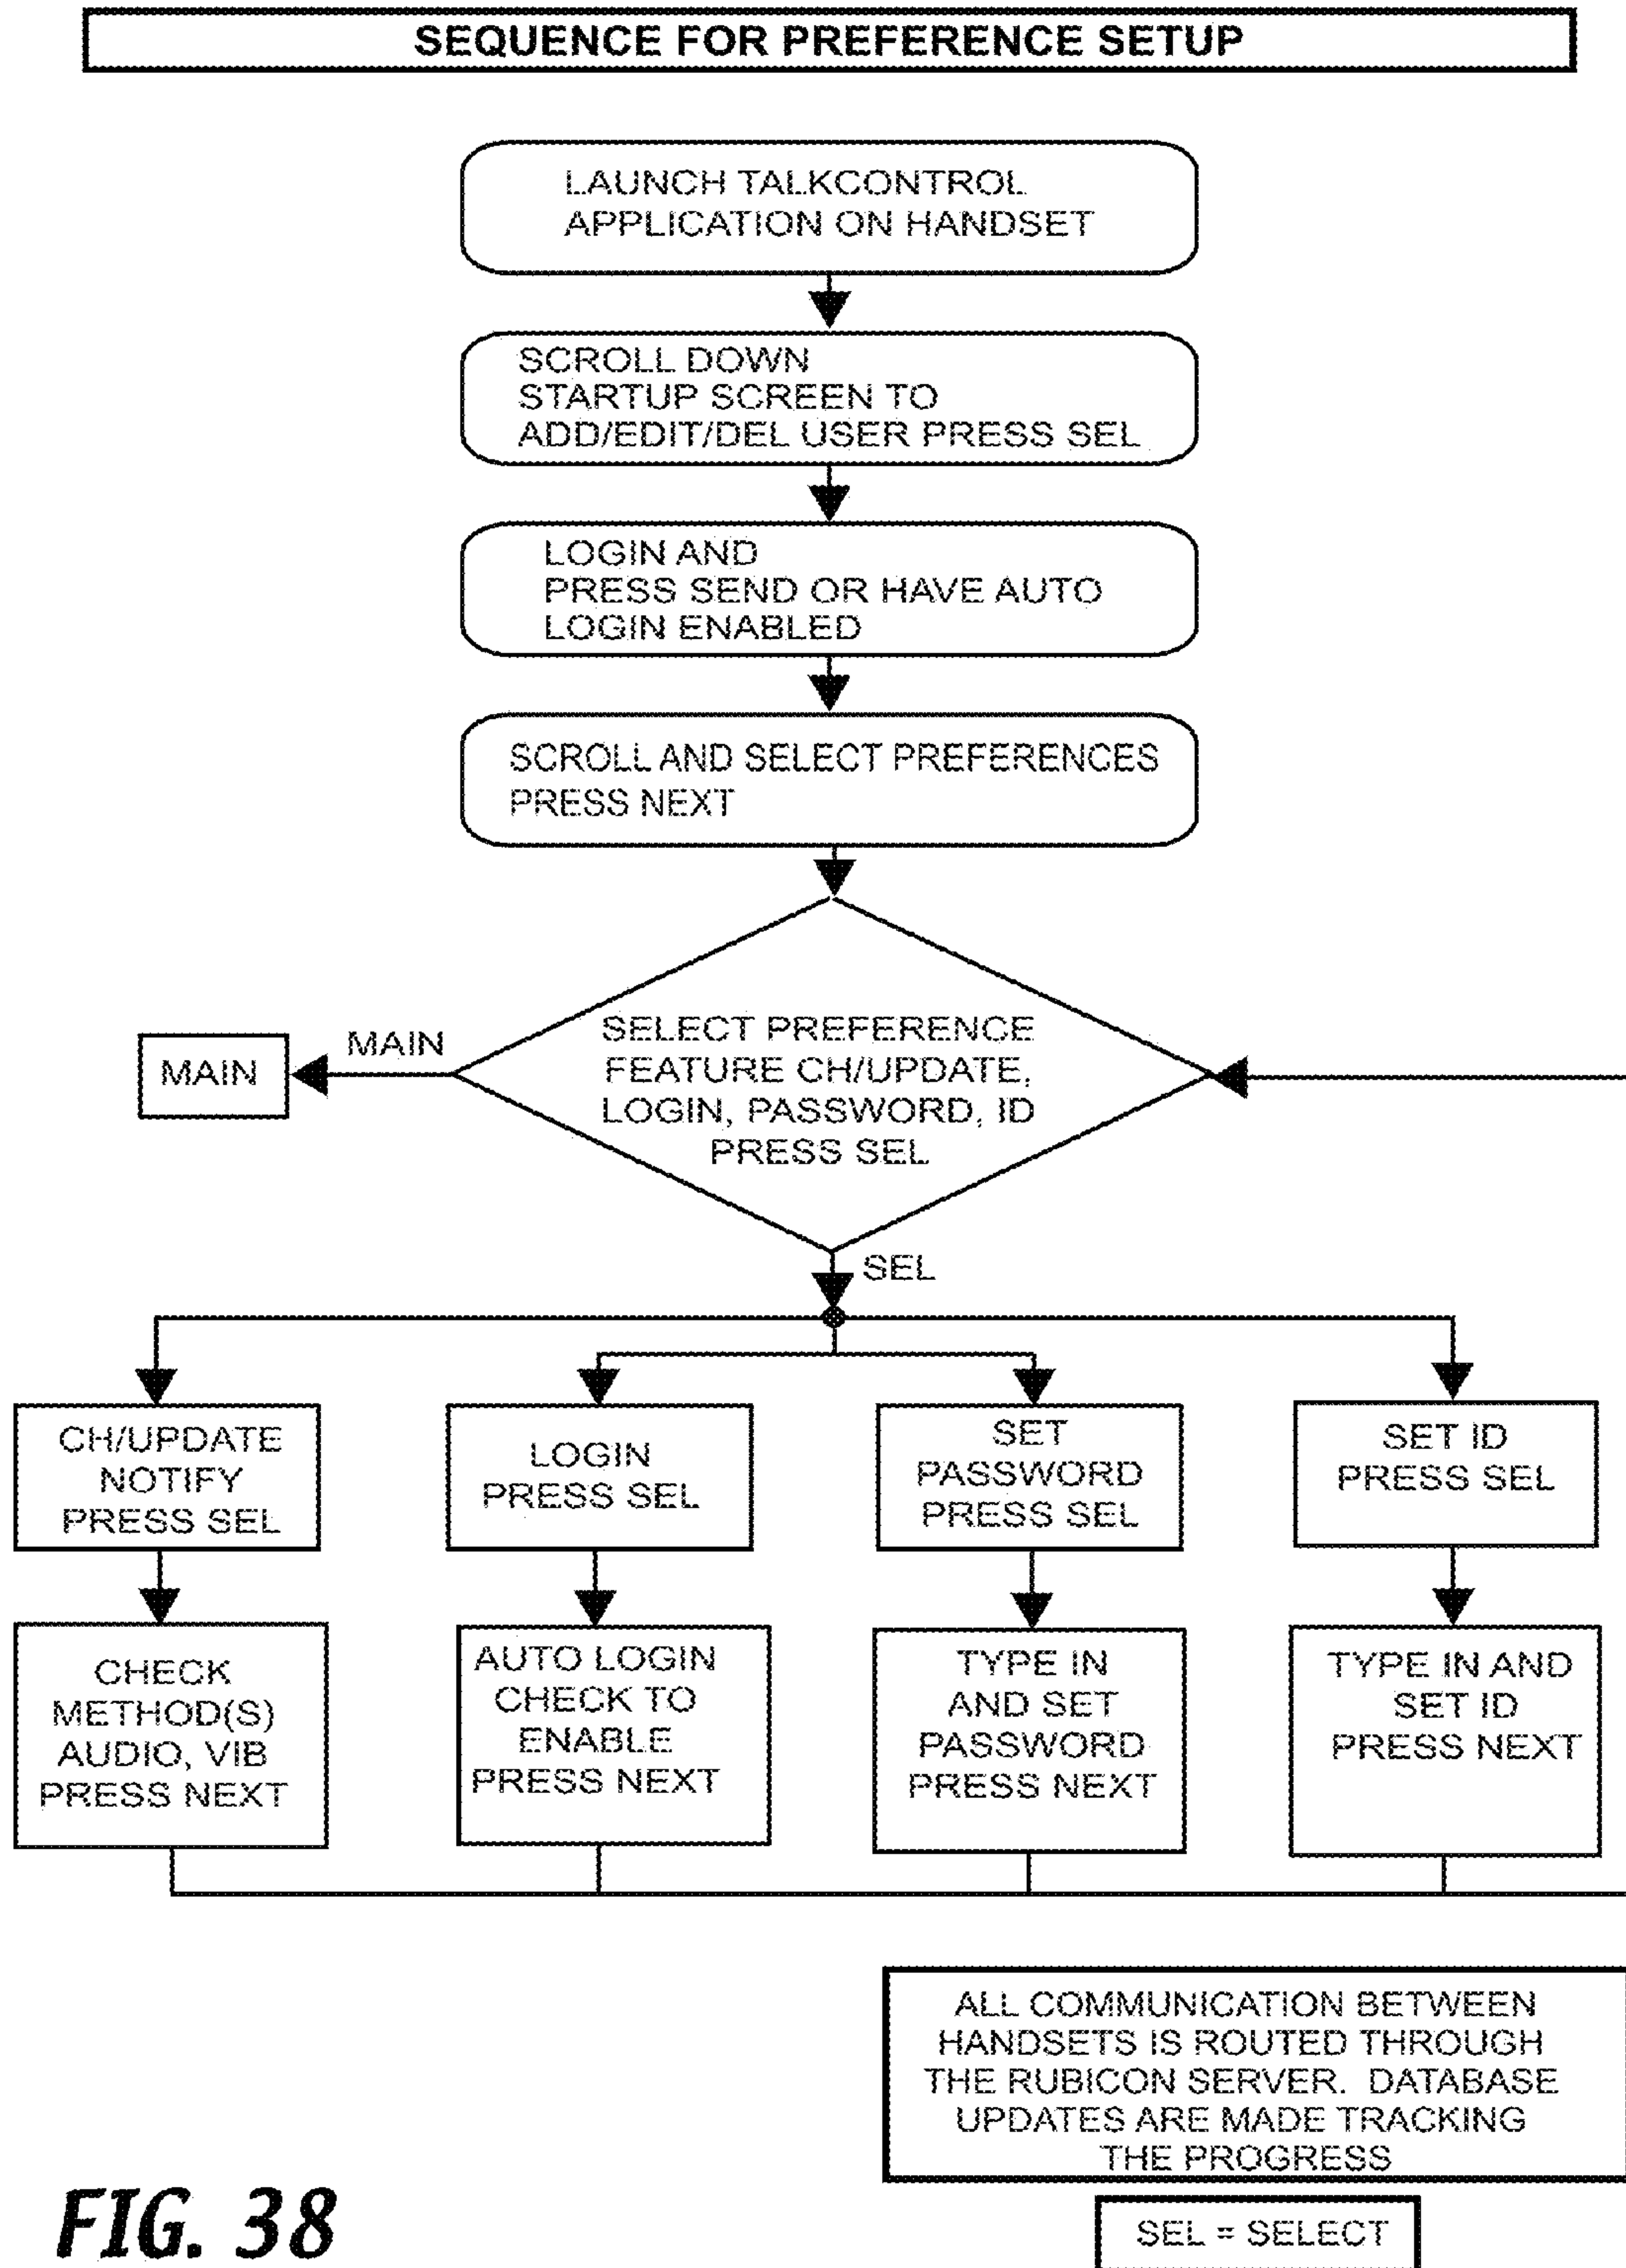 SEQUENCE FOR PREFERENCE SETUP
LAUNCH TALKCONTROL
APPLICATION ON HANDSET
SCROLL DOWN
STARTUP SCREEN TO
ADD/EDIT/DEL USER PRESS SEL
LOGIN AND
PRESS SEND OR HAVE AUTO
LOGIN ENABLED
SCROLL AND SELECT PREFERENCES
PRESS NEXT
SELECT PREFERENCE
FEATURE CH/UPDATE,
LOGIN, PASSWORD, ID
PRESS SEL
MAIN
MAIN
SEL
CH/UPDATE
NOTIFY
PRESS SEL
LOGIN
PRESS SEL
SET
PASSWORD
PRESS SEL
SET ID
PRESS SEL
CHECK
METHOD(S)
AUDIO, VIB
PRESS NEXT
AUTO LOGIN
CHECK TO
ENABLE
PRESS NEXT
TYPE IN
AND SET
PASSWORD
PRESS NEXT
TYPE IN AND
SET ID
PRESS NEXT
ALL COMMUNICATION BETWEEN
HANDSETS IS ROUTED THROUGH
THE RUBICON SERVER. DATABASE
UPDATES ARE MADE TRACKING
THE PROGRESS
SEL = SELECT
FIG. 38